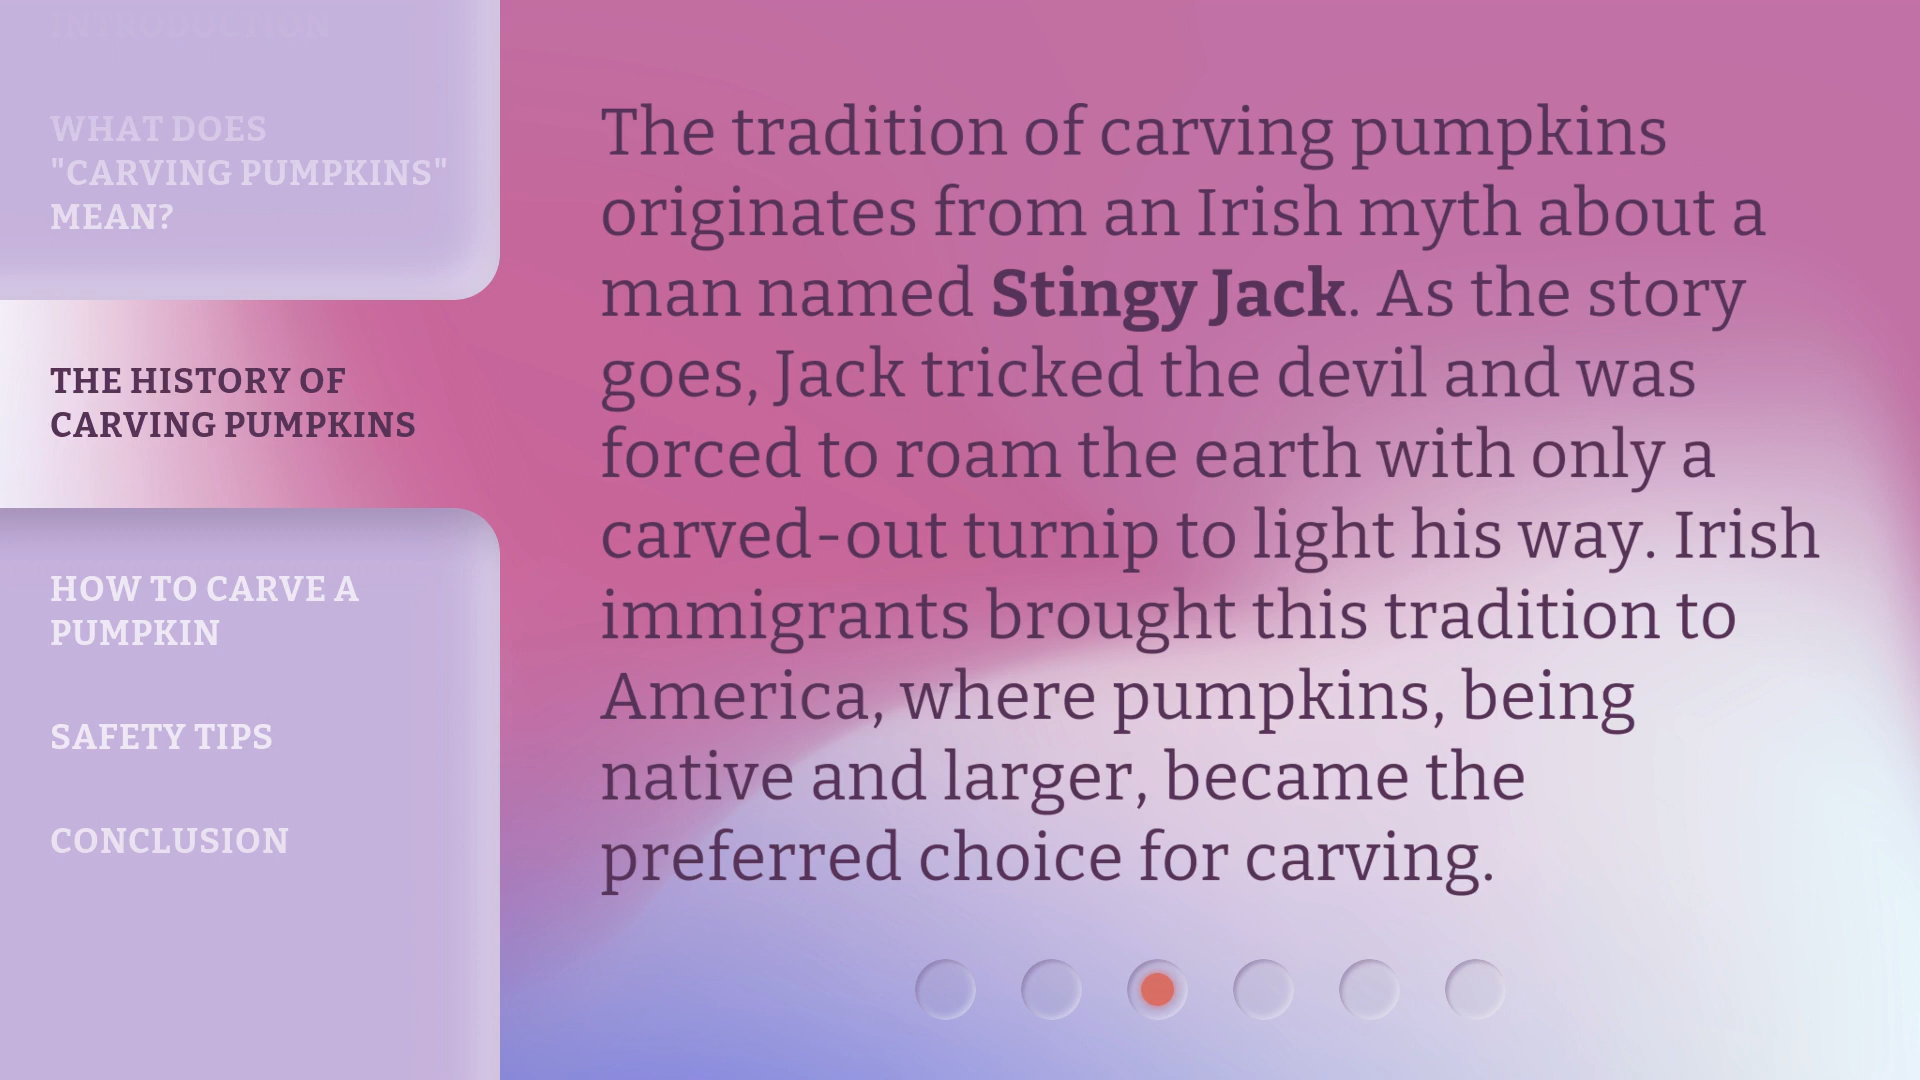 INTRODUCTION
WHAT DOES
"CARVING PUMPKINS"
MEAN?
THE HISTORY OF
CARVING PUMPKINS
HOW TO CARVE A
PUMPKIN
SAFETY TIPS
CONCLUSION
The tradition of carving pumpkins
originates from an Irish myth about a
man named Stingy Jack. As the story
goes, Jack tricked the devil and was
forced to roam the earth with only a
carved-out turnip to light his way. Irish
immigrants brought this tradition to
America, where pumpkins, being
native and larger, became the
preferred choice for carving.